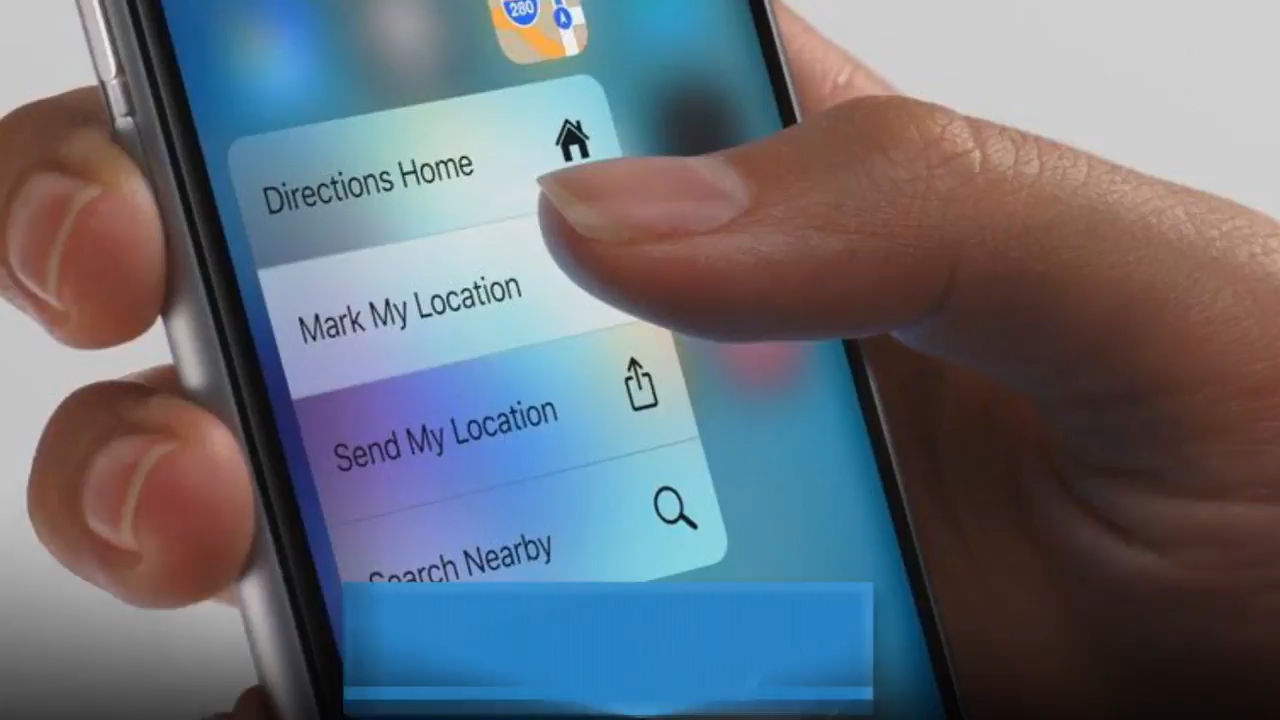 280
Directions Home
Mark My Location
Send My Location
Search Nearby